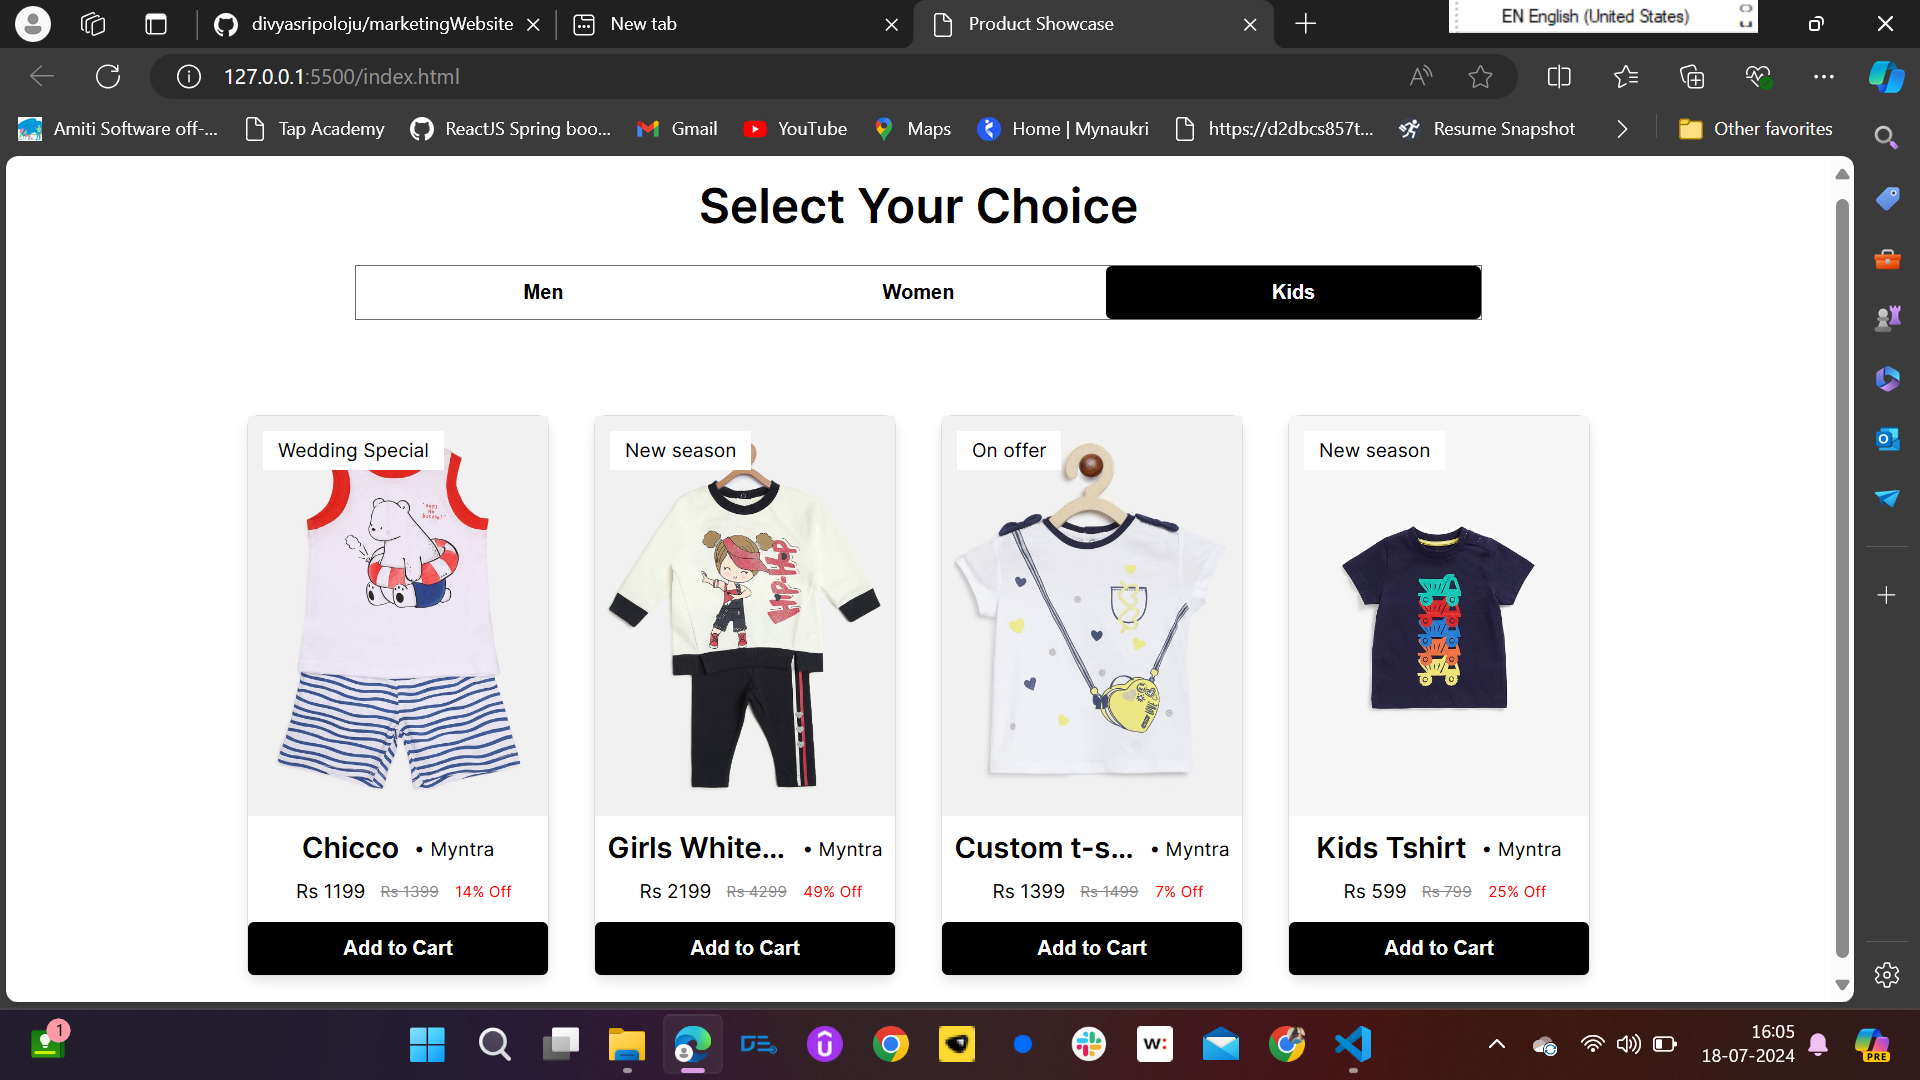 divyasripoloju/marketingWebsite
New tab
Product Showcase
EN English (United States)
127.0.0.1:5500/index.html
Amiti Software off-...
Tap Academy
ReactJS Spring boo...
Gmail
YouTube
Maps
Home | Mynaukri
https://d2dbcs857t...
Resume Snapshot
Other favorites
Select Your Choice
Men
Women
Kids
Wedding Special
New season
On offer
New season
HIP-HOP
Chicco • Myntra
Girls White... • Myntra
Custom t-s... • Myntra
Kids Tshirt • Myntra
Rs 1199 Rs 1399 14% Off
Rs 2199 Rs 4299 49% Off
Rs 1399 Rs 1499 7% Off
Rs 599 Rs 799 25% Off
Add to Cart
Add to Cart
Add to Cart
Add to Cart
1
w:
16:05
18-07-2024
PRE